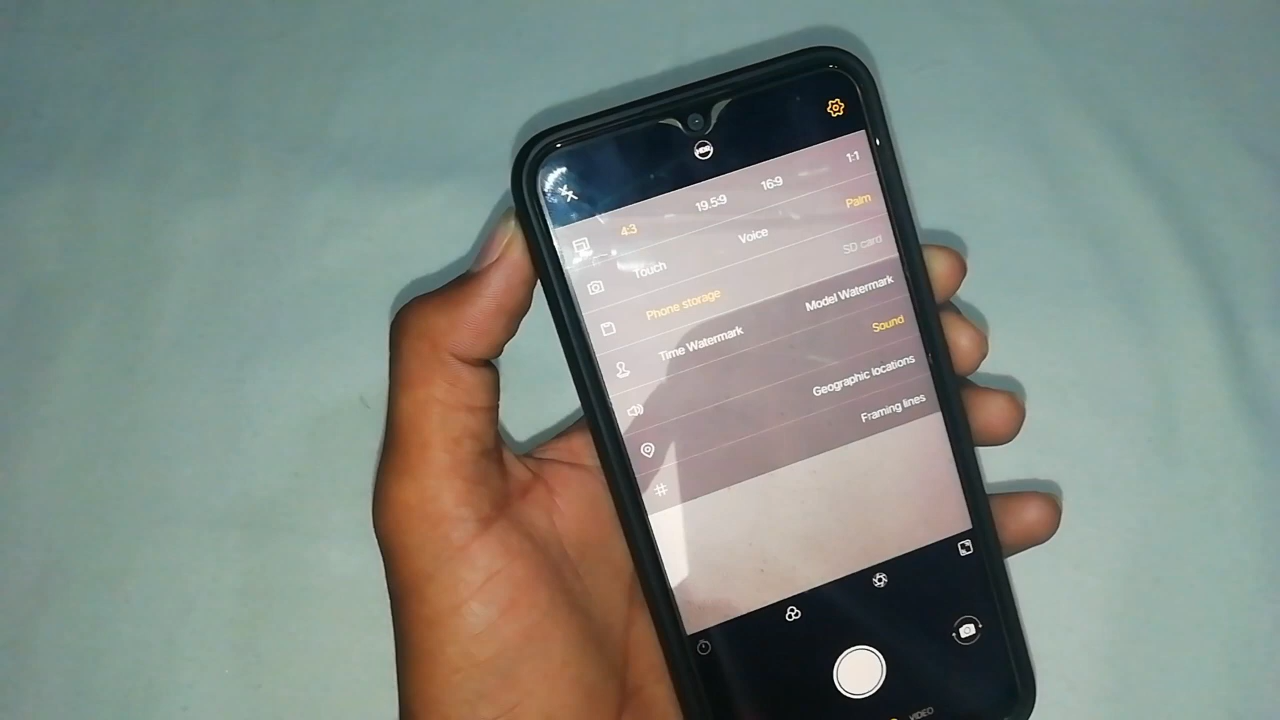 HDR
4:3 19.5:9 16:9 1:1
Touch Voice Palm
Phone storage SD card
Time Watermark Model Watermark
Sound
Geographic locations
Framing lines
VIDEO